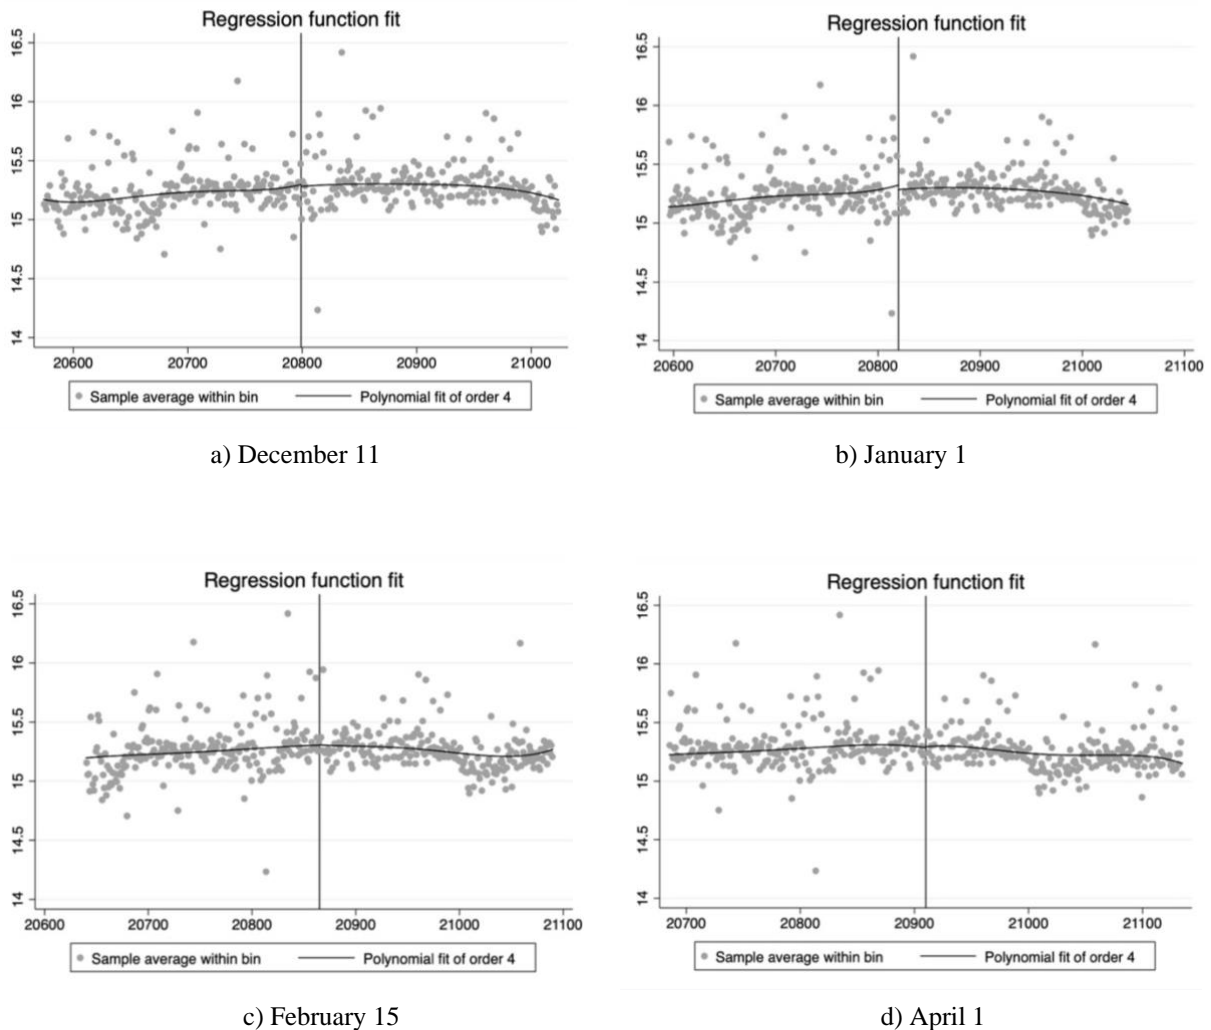 Regression function fit
16.5
16
15.5
15
14.5
14
20600 20700 20800 20900 21000
Sample average within bin Polynomial fit of order 4
a) December 11
Regression function fit
16.5
16
15.5
15
14.5
14
20600 20700 20800 20900 21000 21100
Sample average within bin Polynomial fit of order 4
b) January 1
Regression function fit
16.5
16
15.5
15
14.5
14
20600 20700 20800 20900 21000 21100
Sample average within bin Polynomial fit of order 4
c) February 15
Regression function fit
16.5
16
15.5
15
14.5
14
20700 20800 20900 21000 21100
Sample average within bin Polynomial fit of order 4
d) April 1